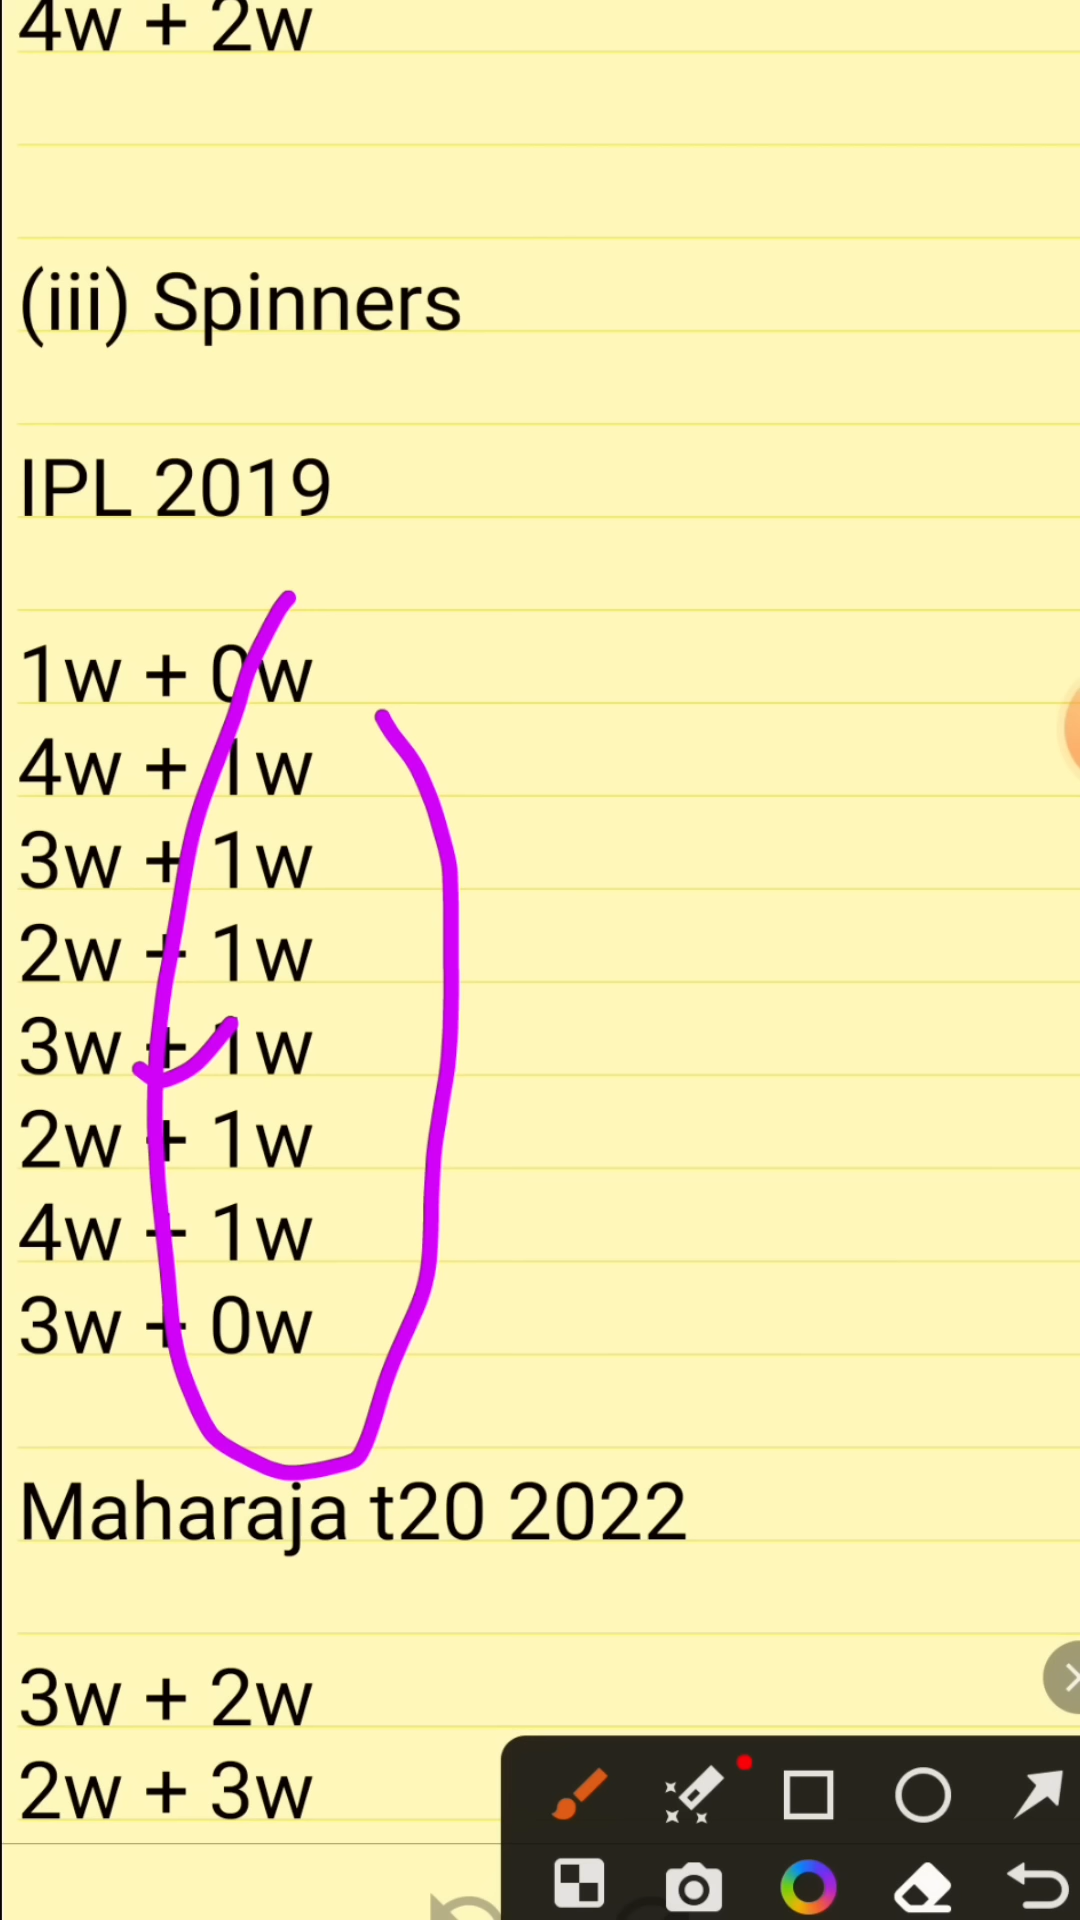 4w + 2w
(iii) Spinners
IPL 2019
1w + 0w
4w + 1w
3w + 1w
2w + 1w
3w + 1w
2w + 1w
4w + 1w
3w + 0w
Maharaja t20 2022
3w + 2w
2w + 3w